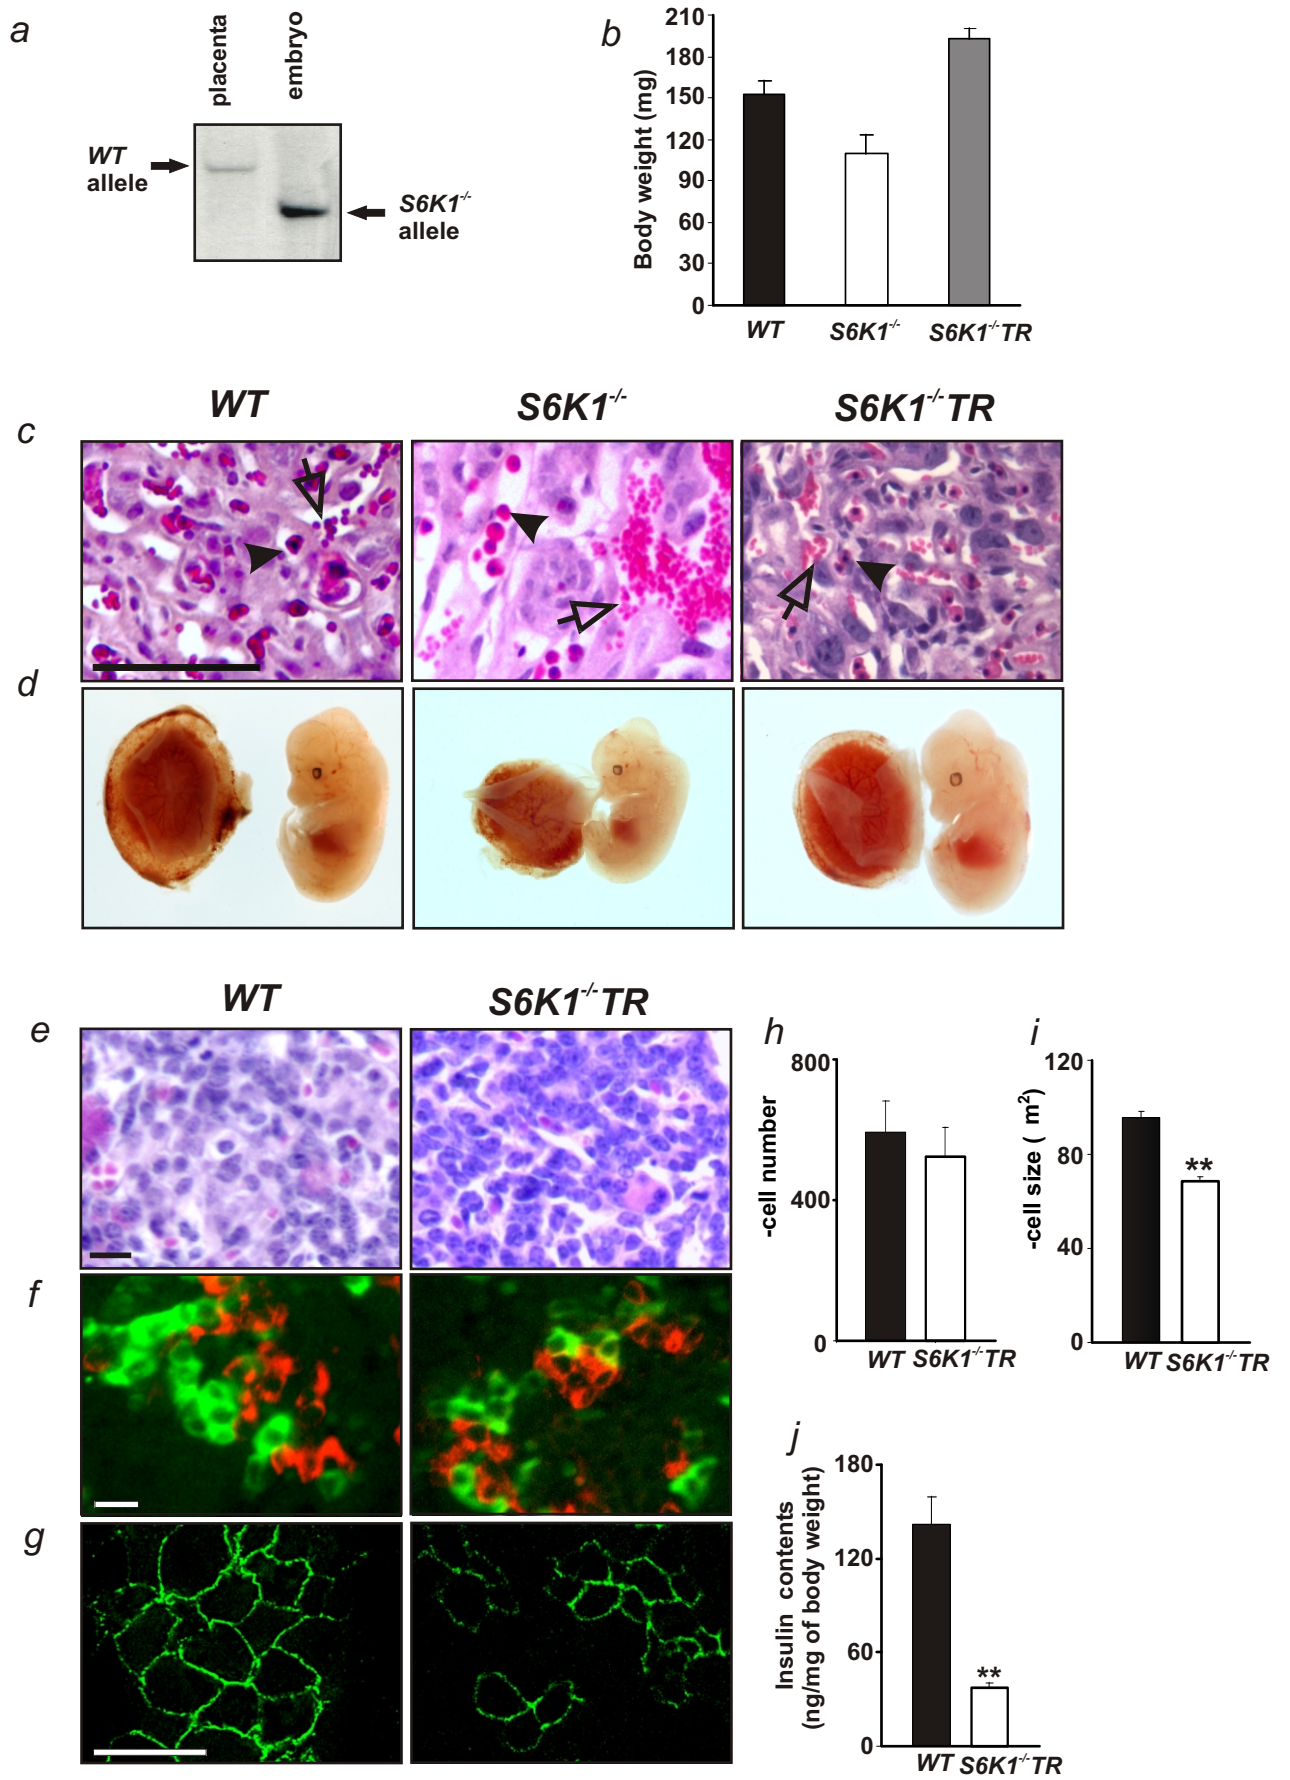 a
placenta
embryo
WT
allele
S6K1-/-
allele
b
Body weight (mg)
210
180
150
120
90
60
30
0
WT
S6K1-/-
S6K1-/-TR
WT
S6K1-/-
S6K1-/-TR
c
d
WT
S6K1-/-TR
e
f
g
h
-cell number
800
400
0
WT
S6K1-/-TR
i
-cell size ( m2)
120
80
40
0
**
WT
S6K1-/-TR
j
Insulin contents
(ng/mg of body weight)
180
120
60
0
**
WT
S6K1-/-TR